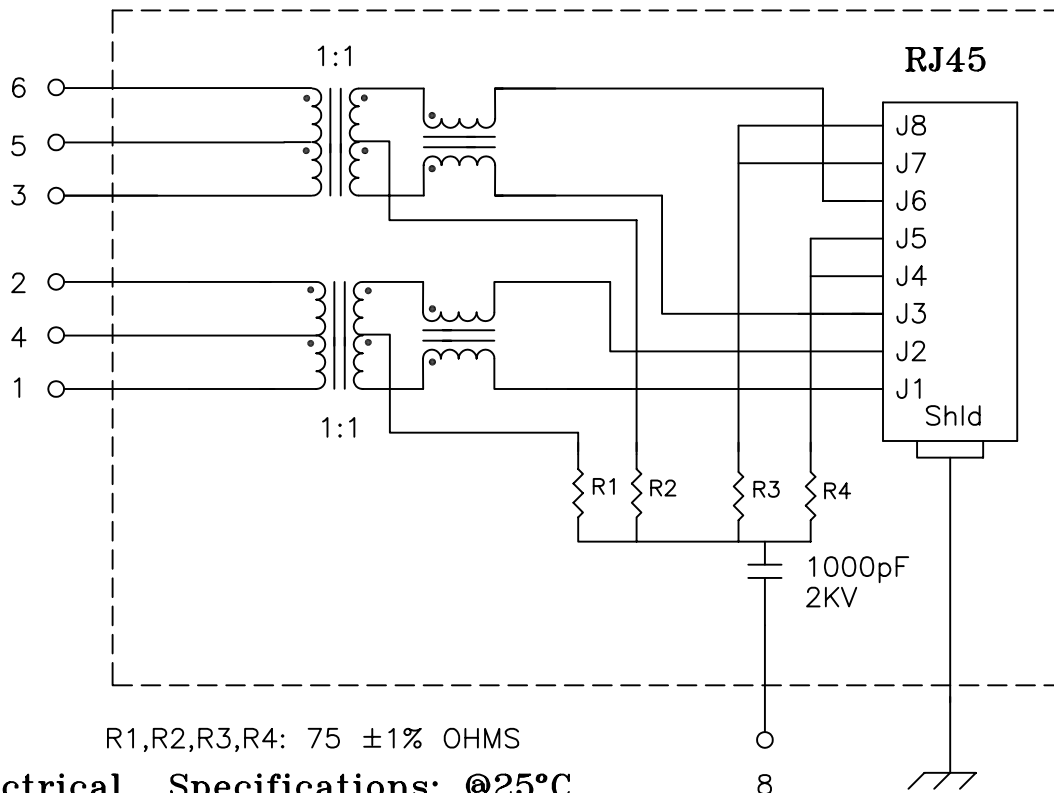 1:1
RJ45
6
5
3
2
4
1
J8
J7
J6
J5
J4
J3
J2
J1
Shld
1:1
R1
R2
R3
R4
1000pF
2KV
R1,R2,R3,R4: 75 ±1% OHMS
ctrical Specifications: @25°C
8